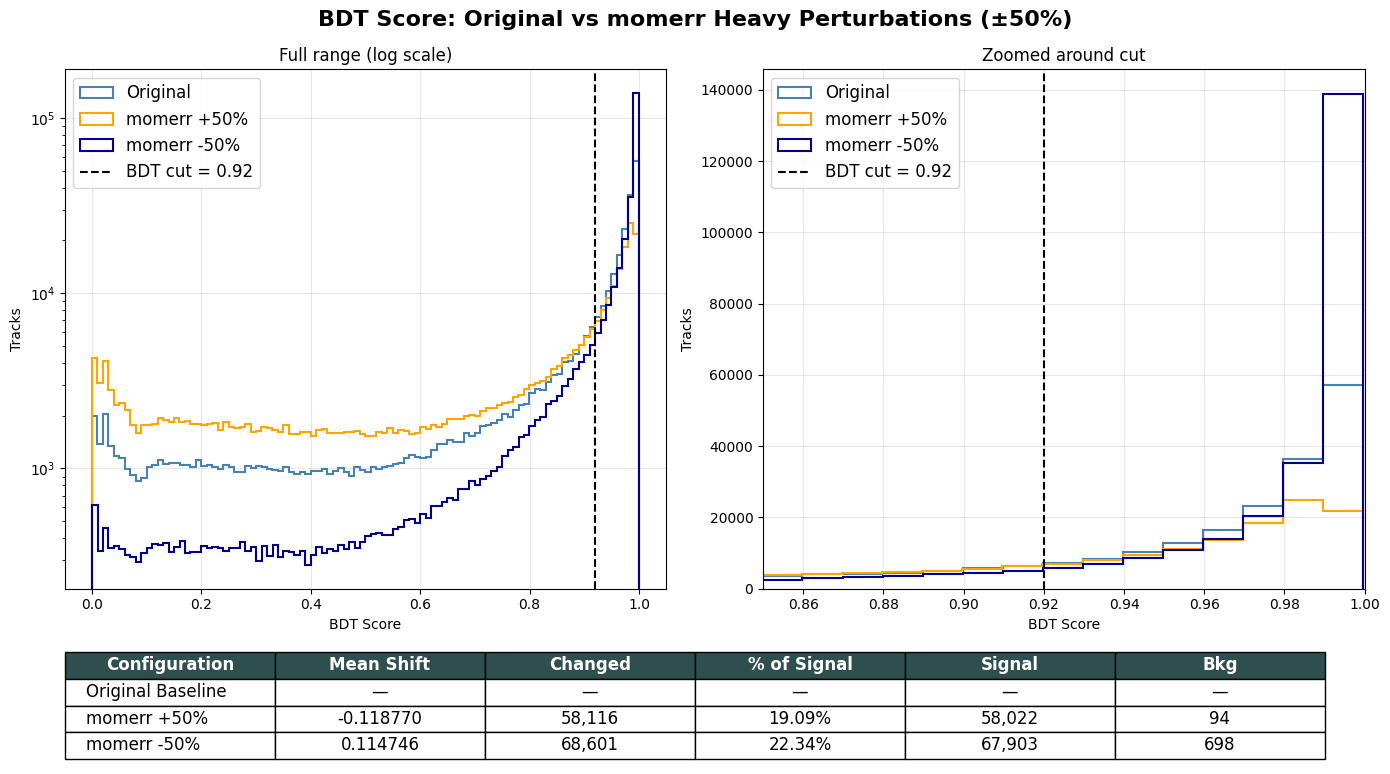 BDT Score: Original vs momerr Heavy Perturbations (±50%)
Full range (log scale)
Original
momerr +50%
momerr -50%
BDT cut = 0.92
10^5
10^4
10^3
Tracks
0.0 0.2 0.4 0.6 0.8 1.0
BDT Score
Zoomed around cut
Original
momerr +50%
momerr -50%
BDT cut = 0.92
140000
120000
100000
80000
60000
40000
20000
0
Tracks
0.86 0.88 0.90 0.92 0.94 0.96 0.98 1.00
BDT Score
Configuration Mean Shift Changed % of Signal Signal Bkg
Original Baseline — — — — —
momerr +50% -0.118770 58,116 19.09% 58,022 94
momerr -50% 0.114746 68,601 22.34% 67,903 698